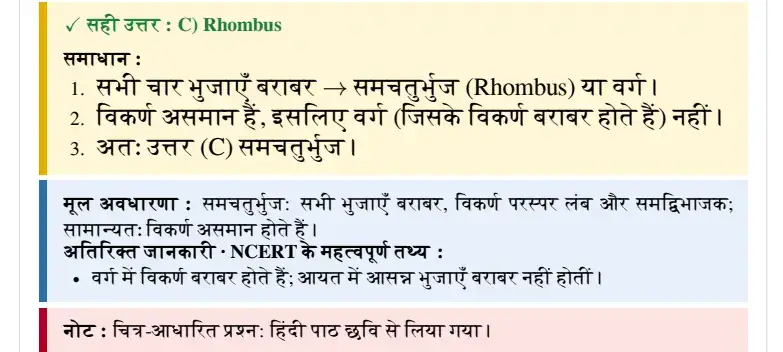 ✓ सही उत्तर : C) Rhombus
समाधान :
1. सभी चार भुजाएँ बराबर → समचतुर्भुज (Rhombus) या वर्ग।
2. विकर्ण असमान हैं, इसलिए वर्ग (जिसके विकर्ण बराबर होते हैं) नहीं।
3. अतः उत्तर (C) समचतुर्भुज।
मूल अवधारणा : समचतुर्भुजः सभी भुजाएँ बराबर, विकर्ण परस्पर लंब और समद्विभाजक;
सामान्यतः विकर्ण असमान होते हैं।
अतिरिक्त जानकारी · NCERT के महत्वपूर्ण तथ्य :
• वर्ग में विकर्ण बराबर होते हैं; आयत में आसन्न भुजाएँ बराबर नहीं होतीं।
नोट : चित्र-आधारित प्रश्नः हिंदी पाठ छवि से लिया गया।